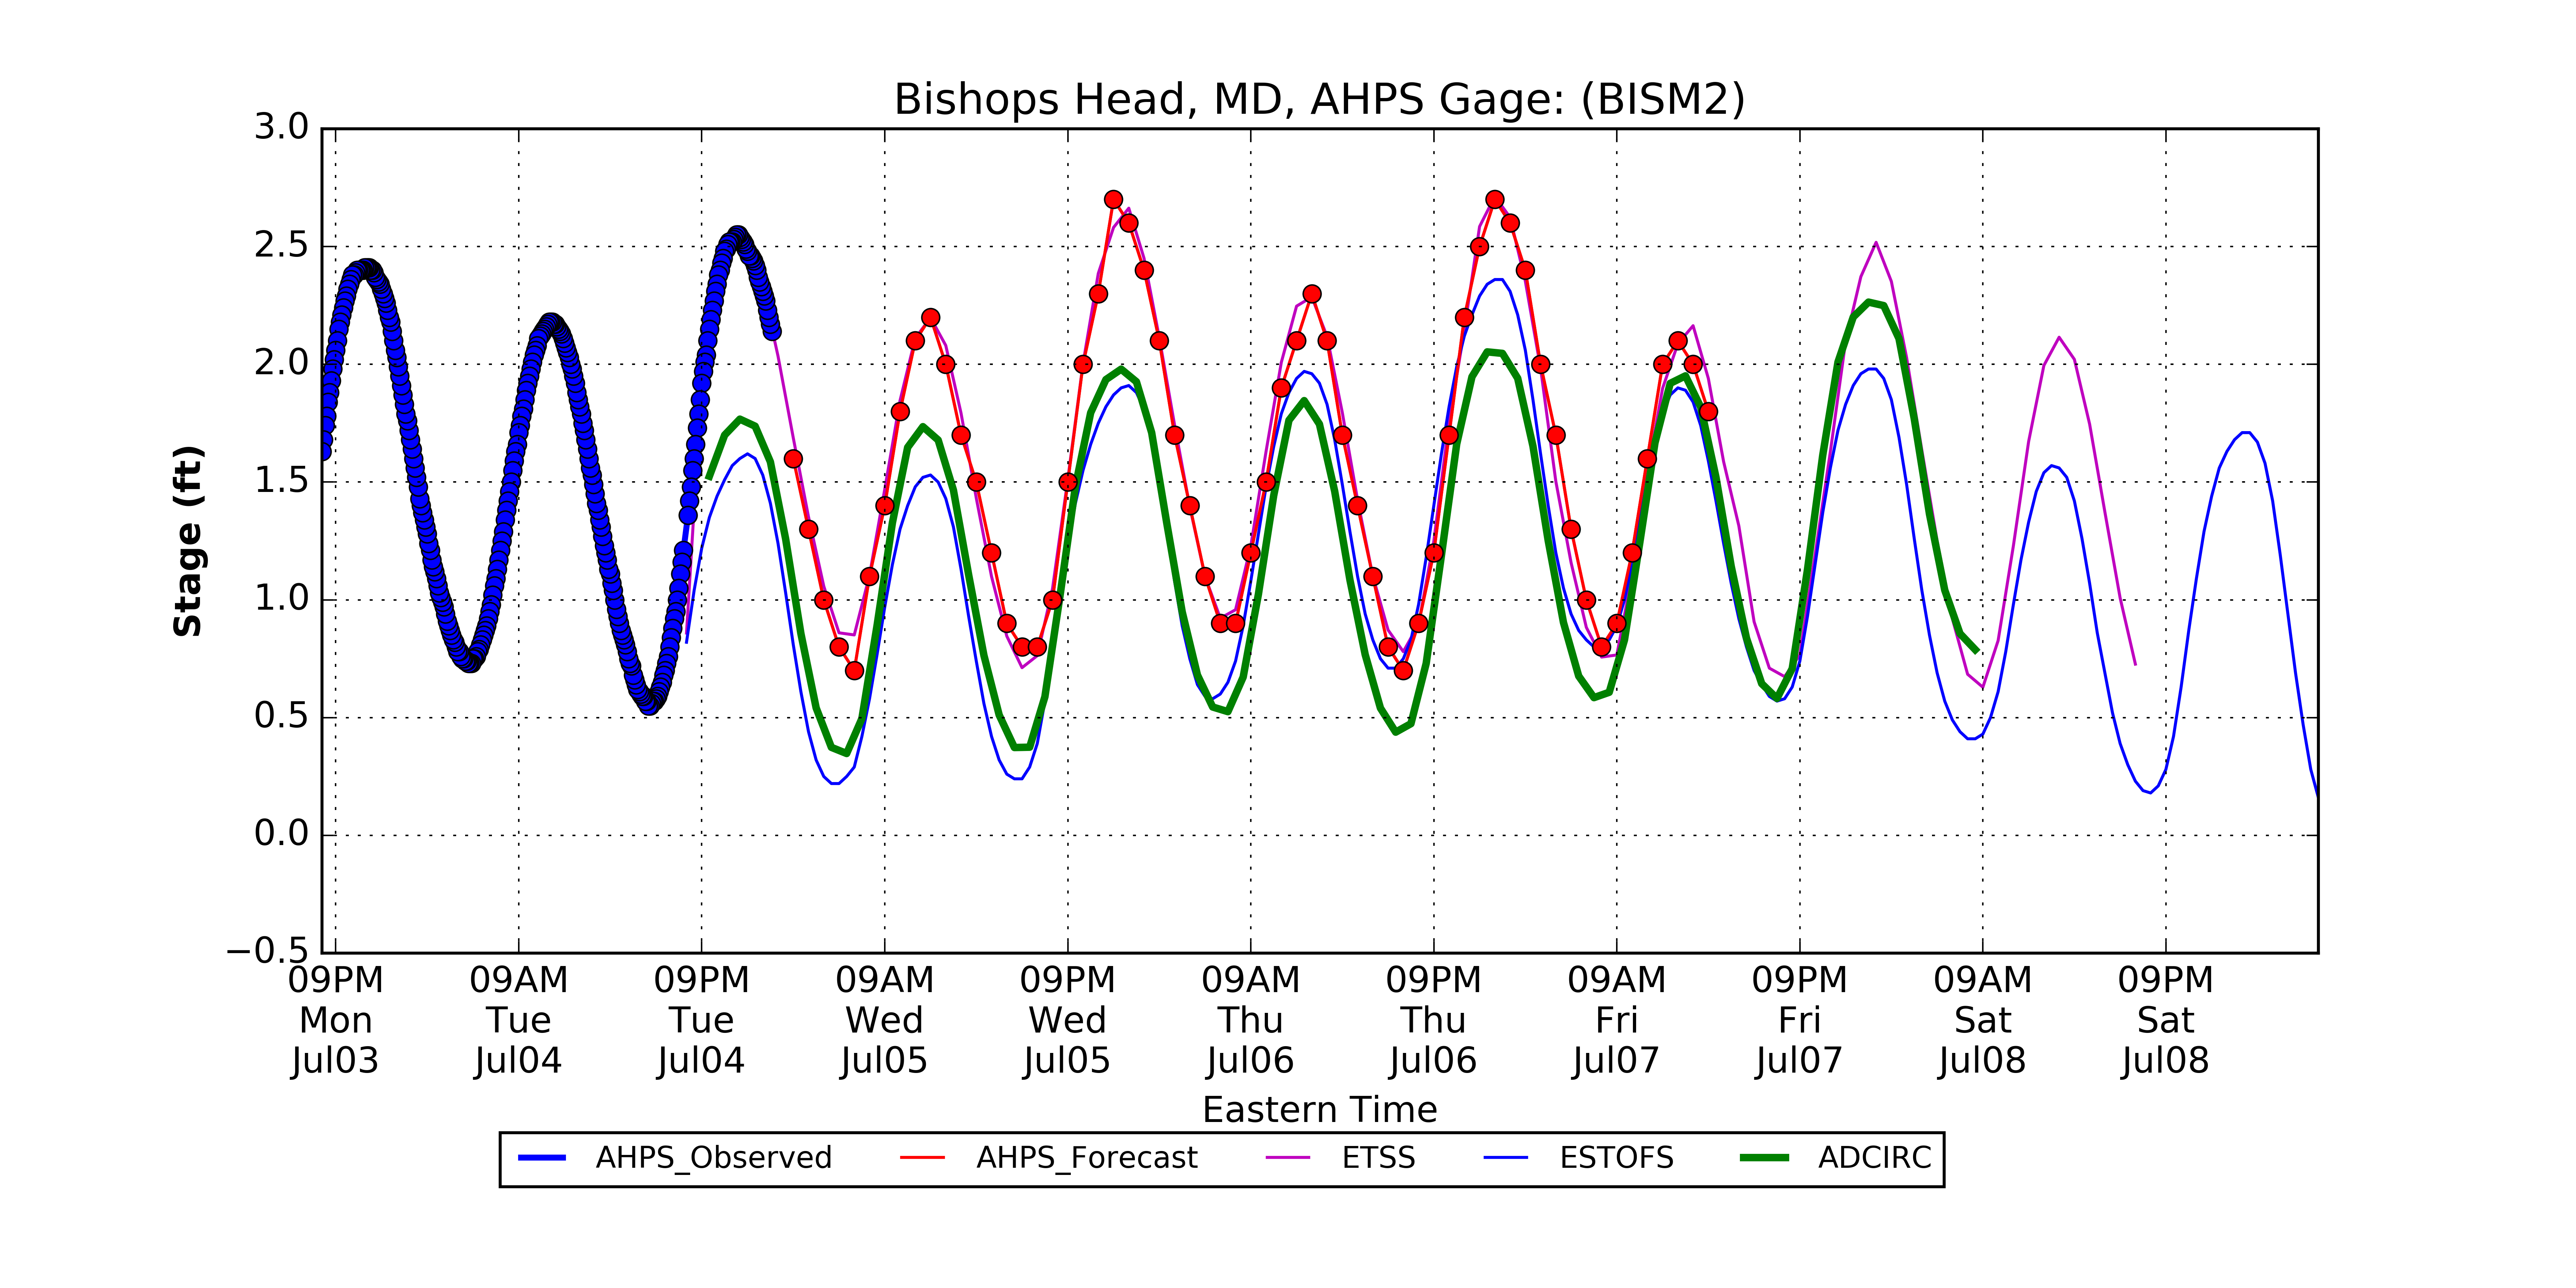 Bishops Head, MD, AHPS Gage: (BISM2)
3.0
2.5
2.0
1.5
1.0
0.5
0.0
−0.5
Stage (ft)
09PM 09AM 09PM 09AM 09PM 09AM 09PM 09AM 09PM 09AM 09PM
Mon Tue Tue Wed Wed Thu Thu Fri Fri Sat Sat
Jul03 Jul04 Jul04 Jul05 Jul05 Jul06 Jul06 Jul07 Jul07 Jul08 Jul08
Eastern Time
AHPS_Observed AHPS_Forecast ETSS ESTOFS ADCIRC